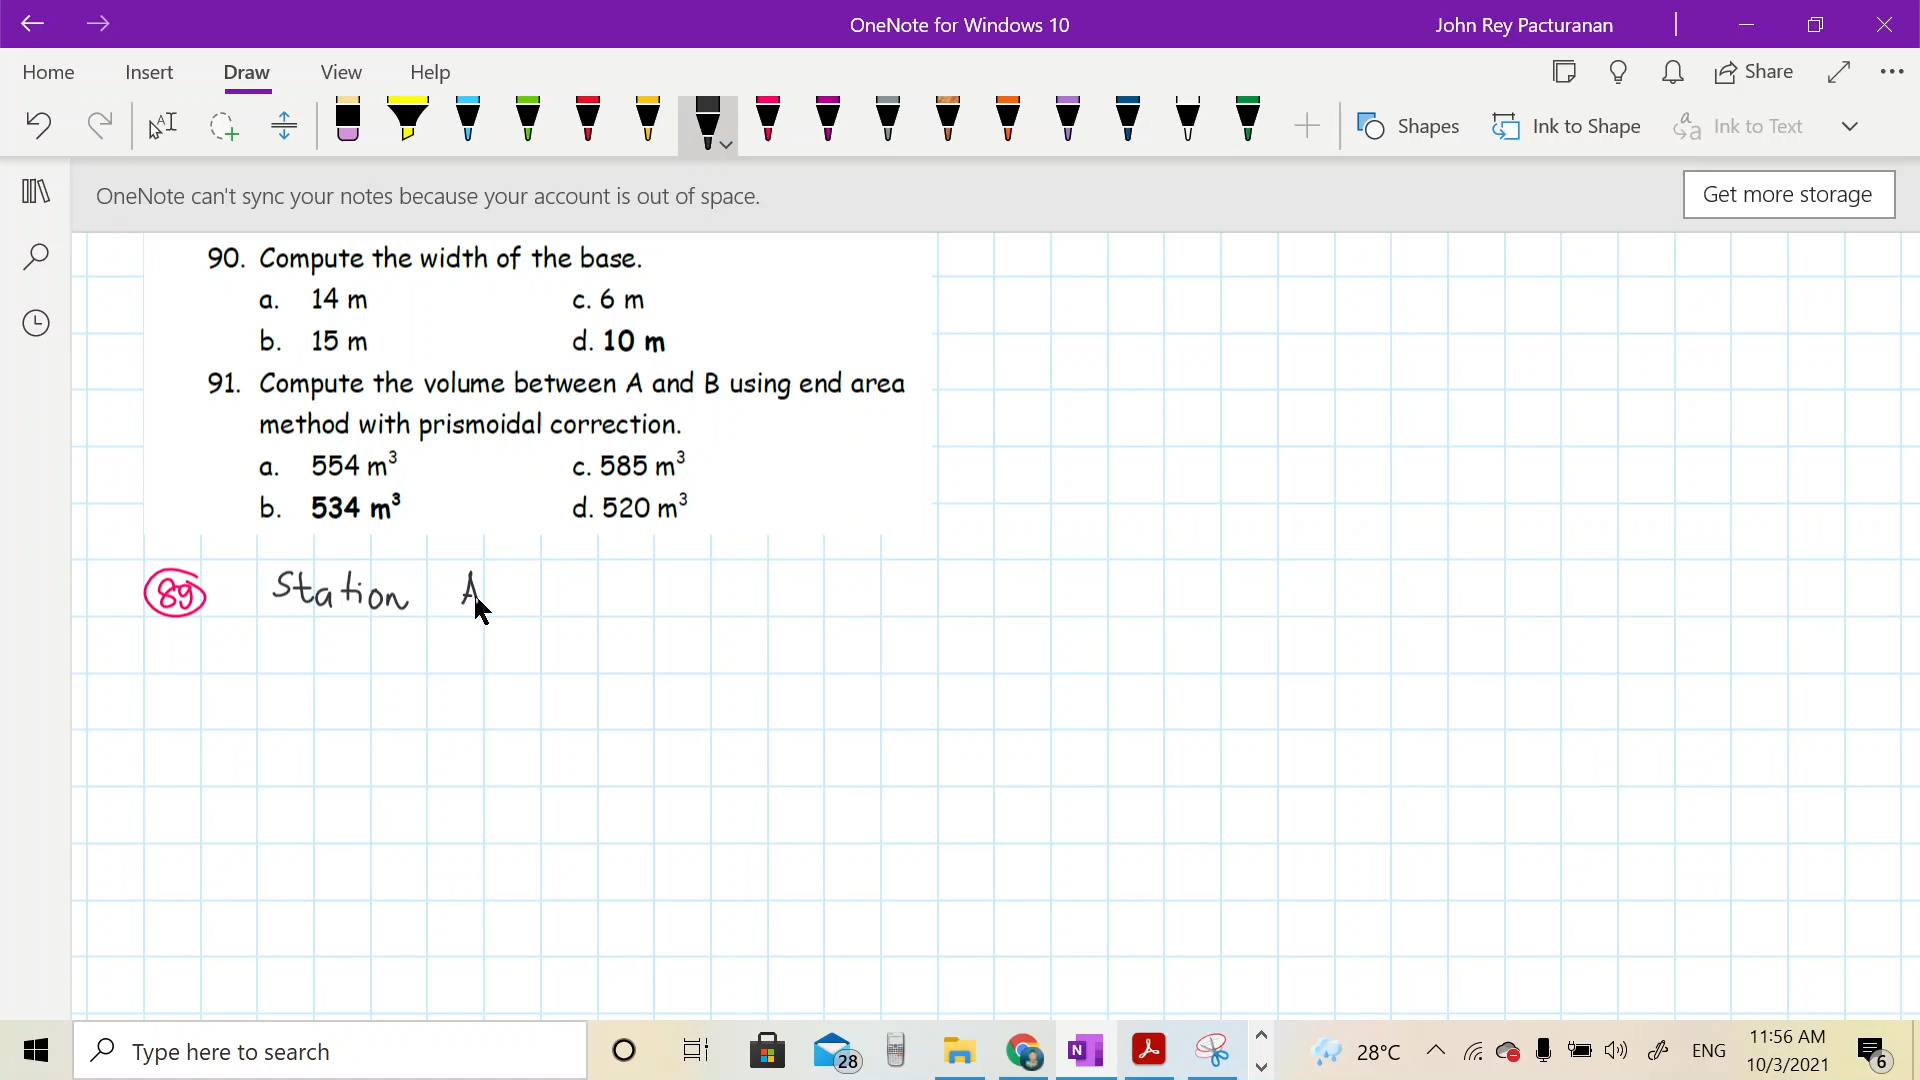 OneNote for Windows 10
John Rey Pacturanan
Home Insert Draw View Help
Share
Shapes Ink to Shape Ink to Text
OneNote can't sync your notes because your account is out of space.
Get more storage
90. Compute the width of the base.
a. 14 m c. 6 m
b. 15 m d. 10 m
91. Compute the volume between A and B using end area
method with prismoidal correction.
a. 554 m³ c. 585 m³
b. 534 m³ d. 520 m³
89 Station A
Type here to search
28
28°C
ENG
11:56 AM
10/3/2021
6